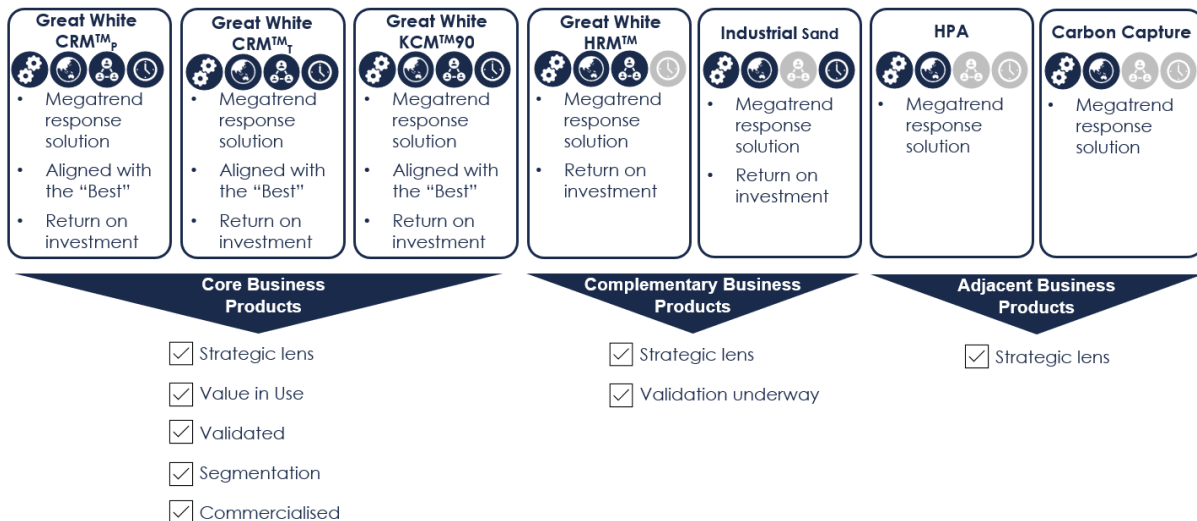 Great White
CRM™P
• Megatrend
response
solution
• Aligned with
the “Best”
• Return on
investment
Great White
CRM™T
• Megatrend
response
solution
• Aligned with
the “Best”
• Return on
investment
Great White
KCM™90
• Megatrend
response
solution
• Aligned with
the “Best”
• Return on
investment
Great White
HRM™
• Megatrend
response
solution
• Return on
investment
Industrial Sand
• Megatrend
response
solution
• Return on
investment
HPA
• Megatrend
response
solution
Carbon Capture
• Megatrend
response
solution
Core Business
Products
Strategic lens
Value in Use
Validated
Segmentation
Commercialised
Complementary Business
Products
Strategic lens
Validation underway
Adjacent Business
Products
Strategic lens